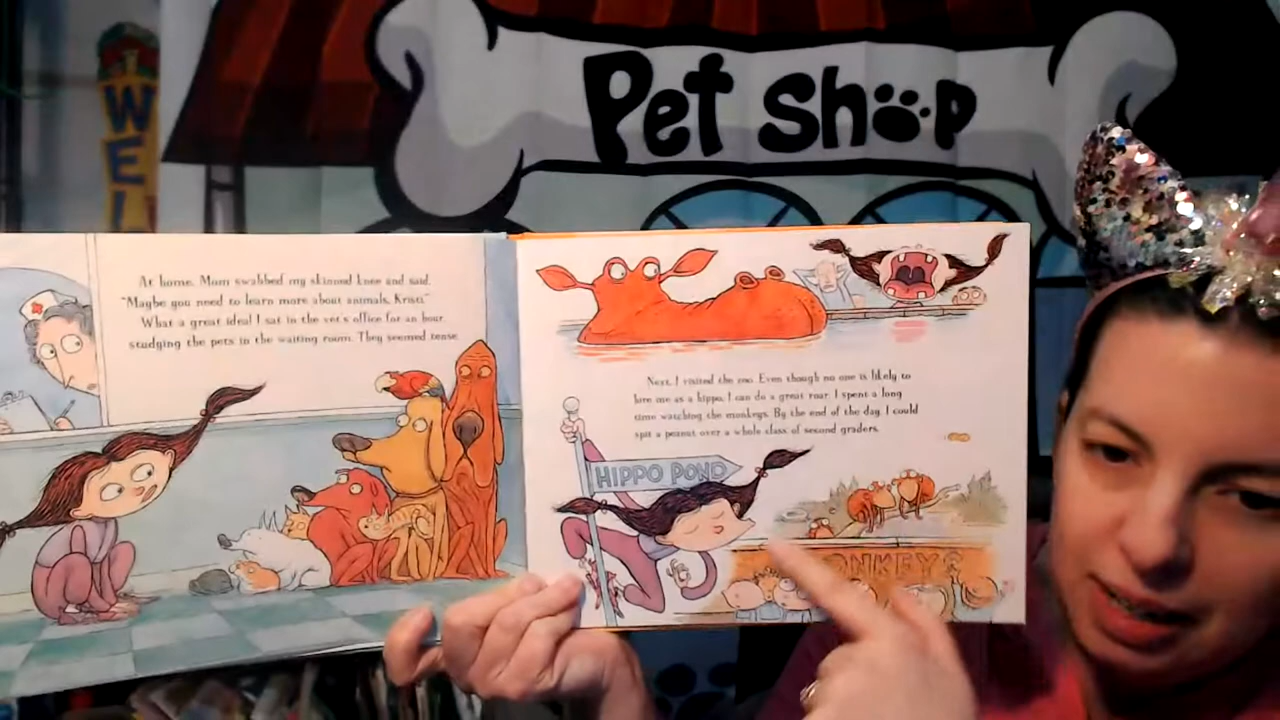 Pet Shop
WEL
At home, Mom swabbed my skinned knee and said,
"Maybe you need to learn more about animals, Kristi."
What a great idea! I sat in the vet's office for an hour,
studying the pets in the waiting room. They seemed tense.
Next, I visited the zoo. Even though no one is likely to
hire me as a hippo, I can do a great roar. I spent a long
time watching the monkeys. By the end of the day, I could
spit a peanut over a whole class of second graders.
HIPPO POND
MONKEYS